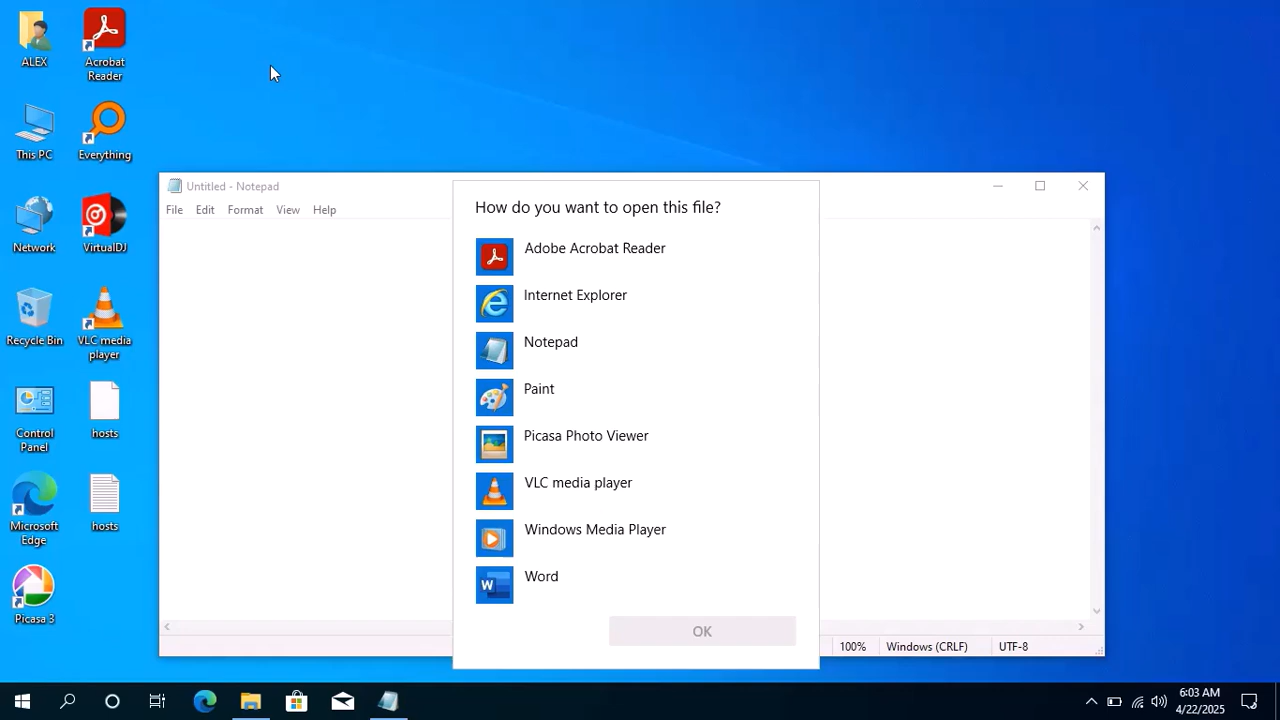 ALEX
Acrobat
Reader
This PC
Everything
Network
VirtualDJ
Recycle Bin
VLC media
player
Control
Panel
hosts
Microsoft
Edge
hosts
Picasa 3
Untitled - Notepad
File Edit Format View Help
How do you want to open this file?
Adobe Acrobat Reader
Internet Explorer
Notepad
Paint
Picasa Photo Viewer
VLC media player
Windows Media Player
Word
OK
100% Windows (CRLF) UTF-8
6:03 AM
4/22/2025